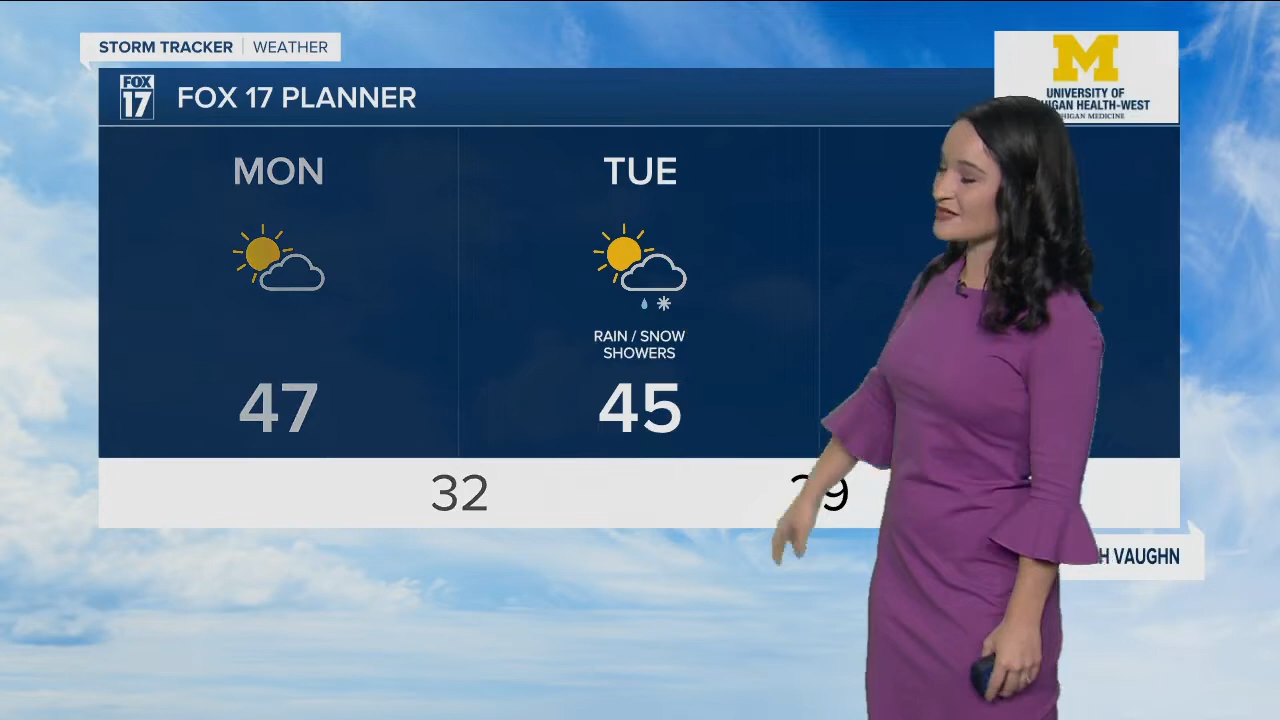 STORM TRACKER WEATHER
FOX
17
FOX 17 PLANNER
M
UNIVERSITY OF
HEALTH-WEST
MEDICINE
MON
TUE
RAIN / SNOW
SHOWERS
47
45
32
VAUGHN